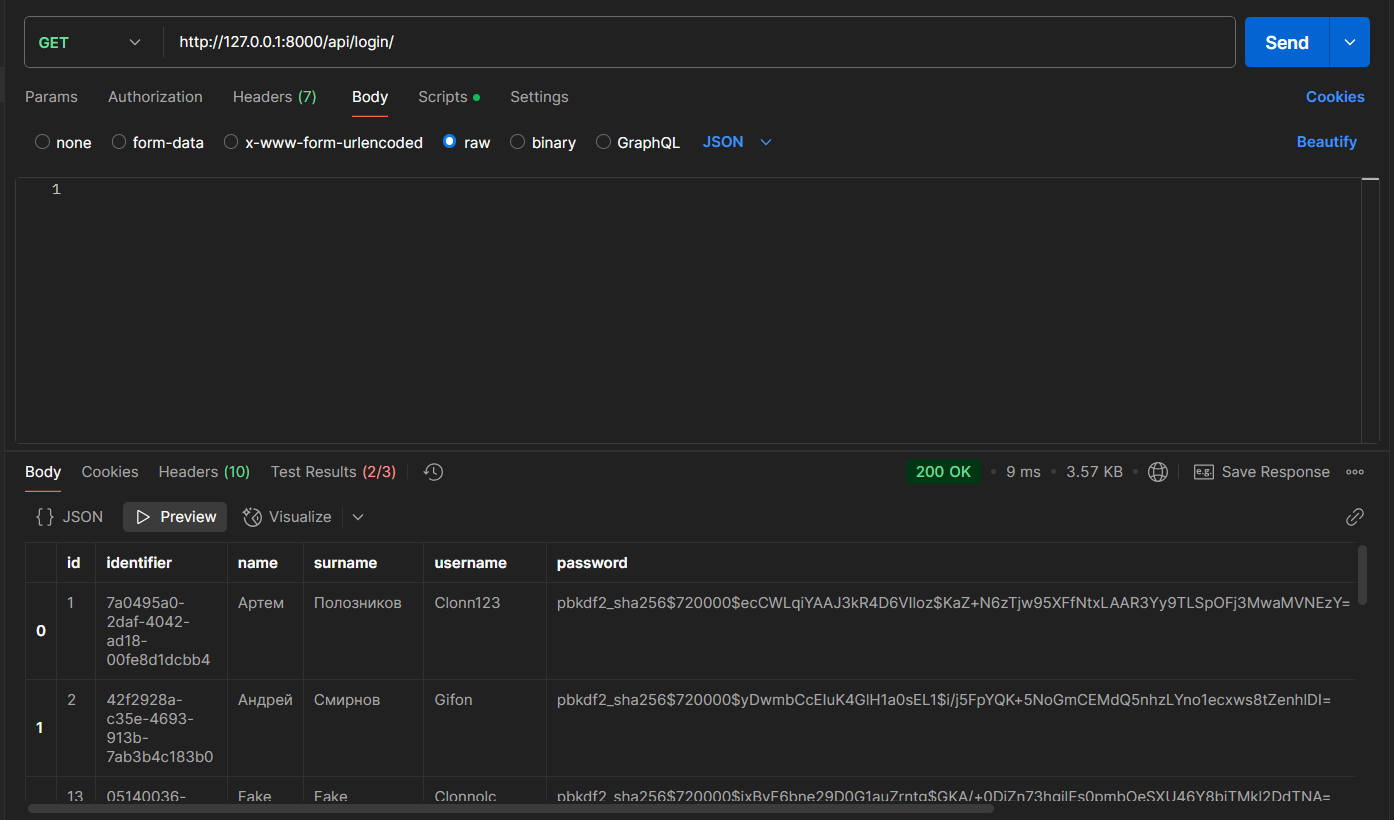 GET http://127.0.0.1:8000/api/login/ Send
Params Authorization Headers (7) Body Scripts Settings Cookies
none form-data x-www-form-urlencoded raw binary GraphQL JSON Beautify
1
Body Cookies Headers (10) Test Results (2/3) 200 OK 9 ms 3.57 KB e.g. Save Response
{} JSON Preview Visualize
id identifier name surname username password
0 1 7a0495a0- Артем Полозников Clonn123 pbkdf2_sha256$720000$ecCWLqiYAAJ3kR4D6VlIoz$KaZ+N6zTjw95XFfNtxLAAR3Yy9TLSpOFj3MwaMVNEzY=
2daf-4042-
ad18-
00fe8d1dcbb4
1 2 42f2928a- Андрей Смирнов Gifon pbkdf2_sha256$720000$yDwmbCcEIuK4GlH1a0sEL1$i/j5FpYQK+5NoGmCEMdQ5nhzLYno1ecxws8tZenhlDI=
c35e-4693-
913b-
7ab3b4c183b0
13 05140036- Fake Fake Clonnolc